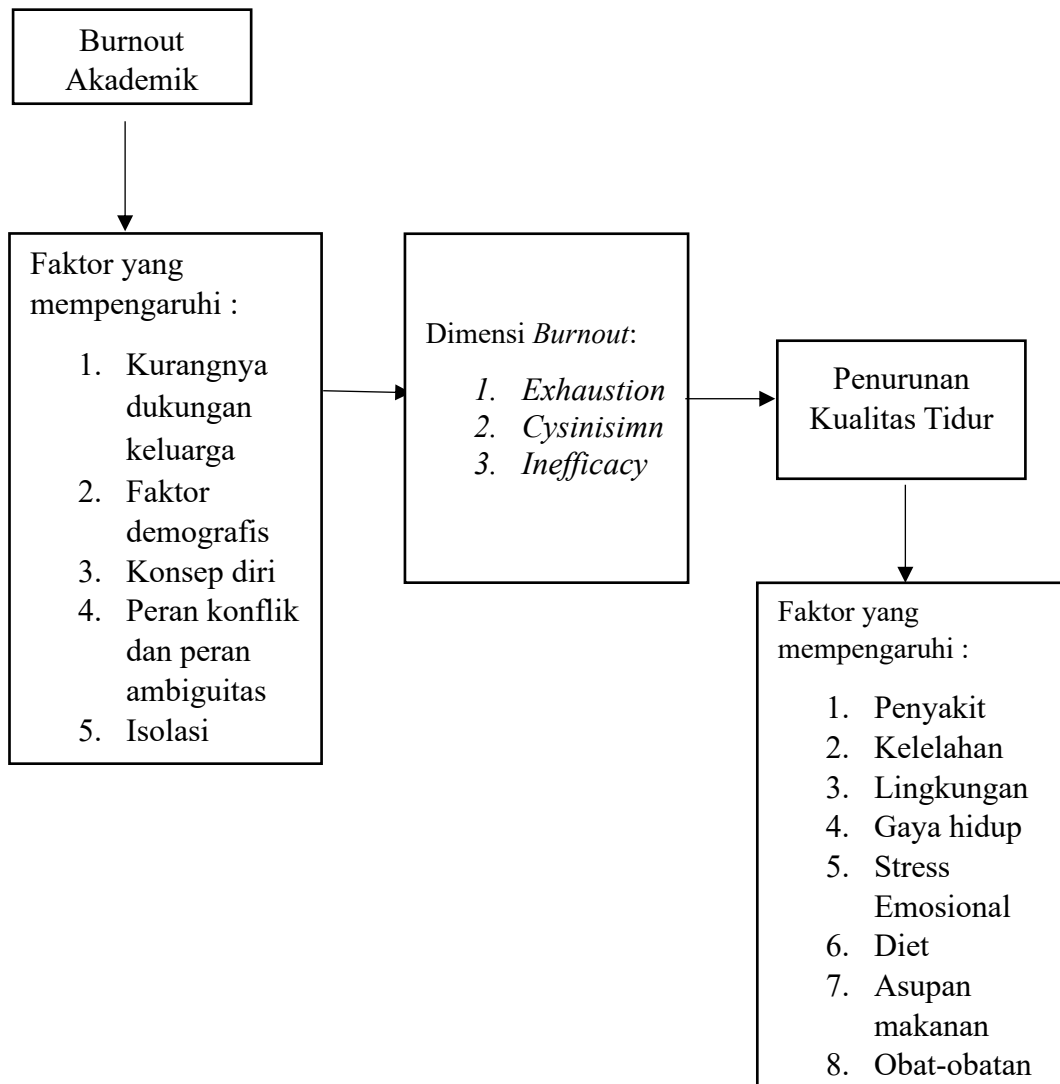 Burnout
Akademik
Faktor yang
mempengaruhi :
1. Kurangnya
dukungan
keluarga
2. Faktor
demografis
3. Konsep diri
4. Peran konflik
dan peran
ambiguitas
5. Isolasi
Dimensi Burnout:
1. Exhaustion
2. Cysinisimn
3. Inefficacy
Penurunan
Kualitas Tidur
Faktor yang
mempengaruhi :
1. Penyakit
2. Kelelahan
3. Lingkungan
4. Gaya hidup
5. Stress
Emosional
6. Diet
7. Asupan
makanan
8. Obat-obatan